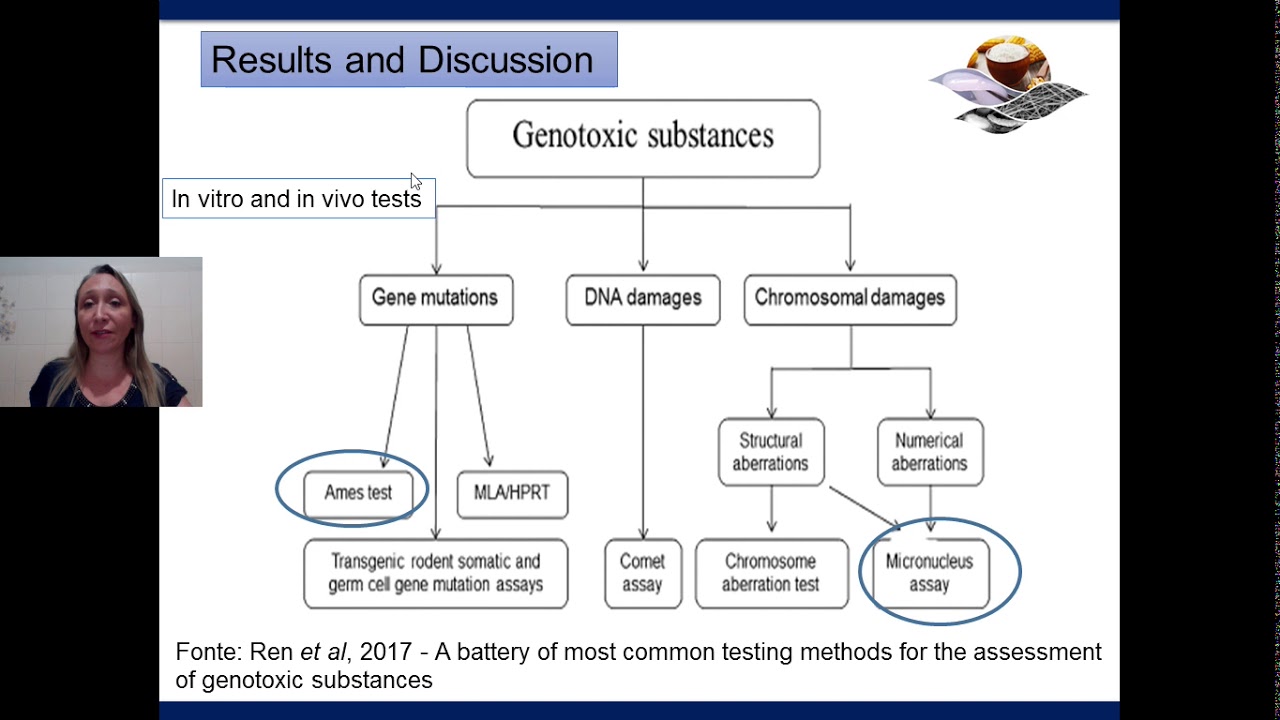 Results and Discussion
Genotoxic substances
In vitro and in vivo tests
Gene mutations
DNA damages
Chromosomal damages
Structural
aberrations
Numerical
aberrations
Ames test
MLA/HPRT
Transgenic rodent somatic and
germ cell gene mutation assays
Comet
assay
Chromosome
aberration test
Micronucleus
assay
Fonte: Ren et al, 2017 - A battery of most common testing methods for the assessment
of genotoxic substances